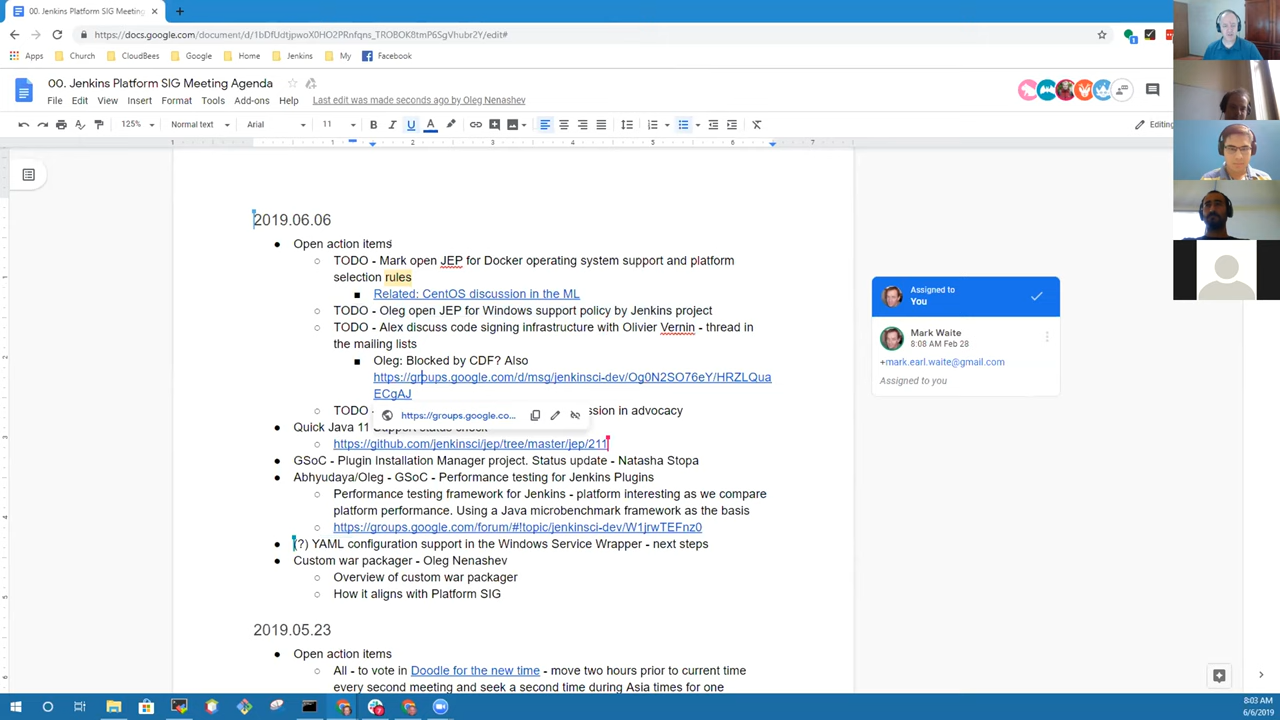 00. Jenkins Platform SIG Meeting
https://docs.google.com/document/d/1bDfUdtjpwoX0HO2PRnfqns_TROBOK8tmP6SgVhubr2Y/edit#
Apps Church CloudBees Google Home Jenkins My Facebook
00. Jenkins Platform SIG Meeting Agenda
File Edit View Insert Format Tools Add-ons Help Last edit was made seconds ago by Oleg Nenashev
125% Normal text Arial 11 B I U A Editing
1 1 2 3 4 5 6 7
2019.06.06
● Open action items
○ TODO - Mark open JEP for Docker operating system support and platform
selection rules
■ Related: CentOS discussion in the ML
○ TODO - Oleg open JEP for Windows support policy by Jenkins project
○ TODO - Alex discuss code signing infrastructure with Olivier Vernin - thread in
the mailing lists
■ Oleg: Blocked by CDF? Also
https://groups.google.com/d/msg/jenkinsci-dev/Og0N2SO76eY/HRZLQua
ECgAJ
https://groups.google.co...
○ TODO - ssion in advocacy
● Quick Java 11 Support status check
○ https://github.com/jenkinsci/jep/tree/master/jep/211
● GSoC - Plugin Installation Manager project. Status update - Natasha Stopa
● Abhyudaya/Oleg - GSoC - Performance testing for Jenkins Plugins
○ Performance testing framework for Jenkins - platform interesting as we compare
platform performance. Using a Java microbenchmark framework as the basis
○ https://groups.google.com/forum/#!topic/jenkinsci-dev/W1jrwTEFnz0
● (?) YAML configuration support in the Windows Service Wrapper - next steps
● Custom war packager - Oleg Nenashev
○ Overview of custom war packager
○ How it aligns with Platform SIG
2019.05.23
● Open action items
○ All - to vote in Doodle for the new time - move two hours prior to current time
every second meeting and seek a second time during Asia times for one
Assigned to
You
Mark Waite
8:08 AM Feb 28
+mark.earl.waite@gmail.com
Assigned to you
8:03 AM
6/6/2019